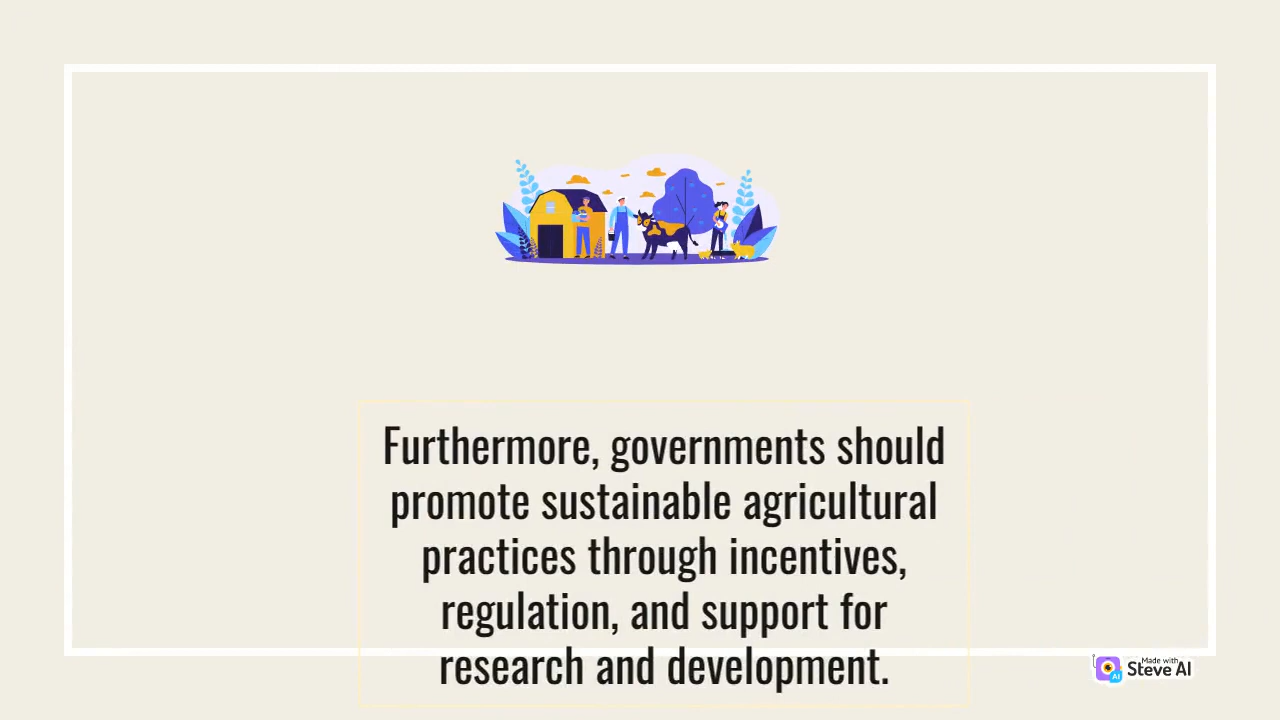 Furthermore, governments should
promote sustainable agricultural
practices through incentives,
regulation, and support for
research and development.
Made with
Steve AI
AI